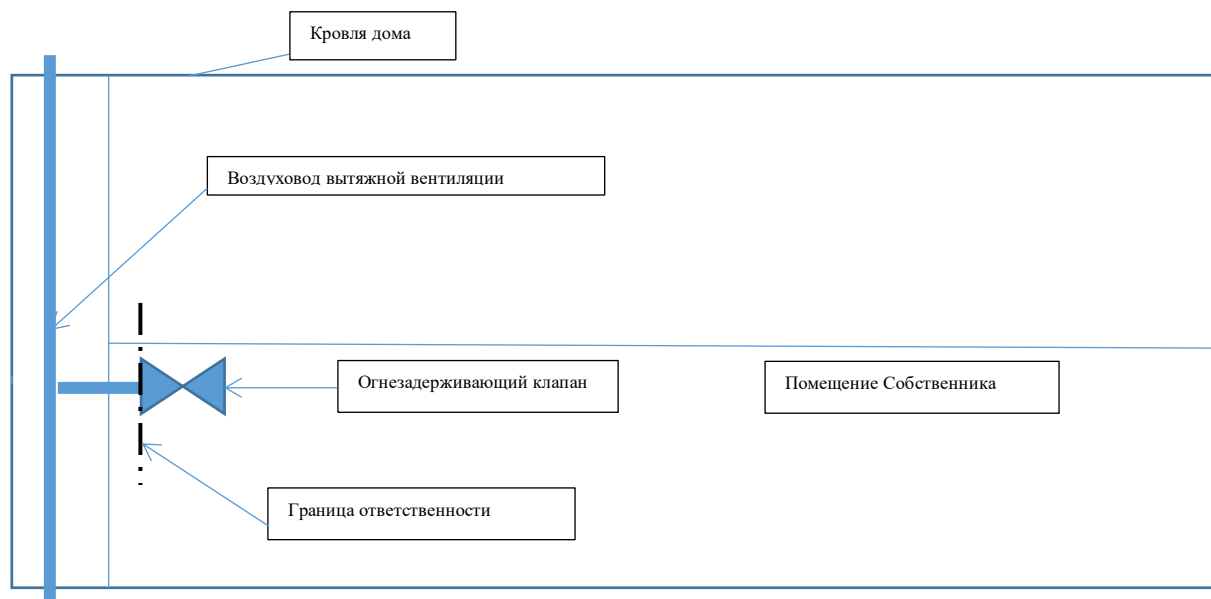 Кровля дома
Воздуховод вытяжной вентиляции
Огнезадерживающий клапан
Помещение Собственника
Граница ответственности